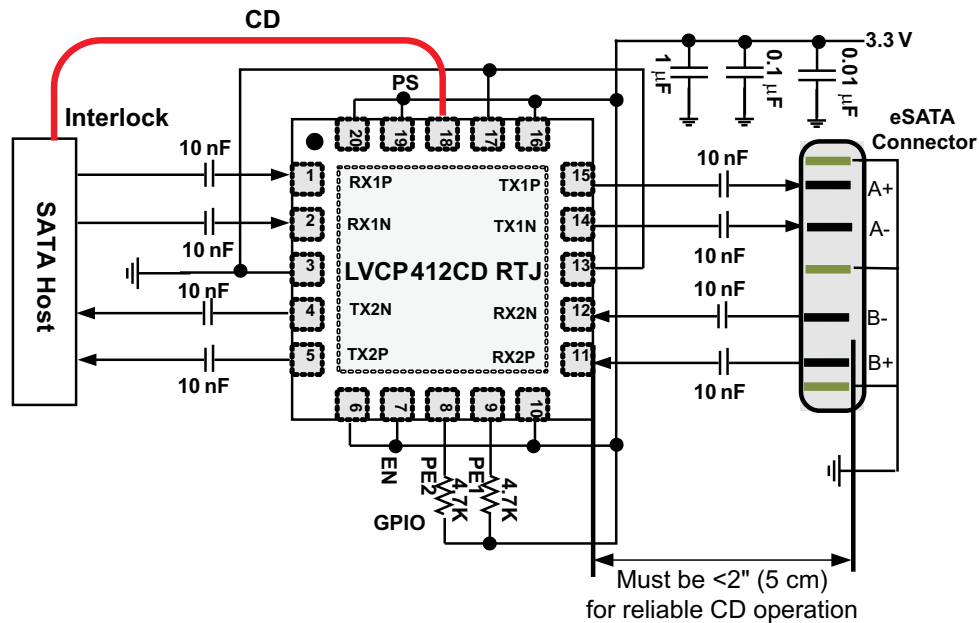 CD
3.3 V
1 μF
0.1 μF
0.01 μF
PS
Interlock
eSATA
Connector
20
19
18
17
16
10 nF
10 nF
1
RX1P
TX1P
15
A+
2
RX1N
TX1N
14
A-
10 nF
10 nF
SATA Host
3
LVCP412CD RTJ
13
10 nF
10 nF
4
TX2N
RX2N
12
B-
5
TX2P
RX2P
11
B+
10 nF
10 nF
6
7
8
9
10
EN
PE2
4.7K
PE1
4.7K
GPIO
Must be <2" (5 cm)
for reliable CD operation